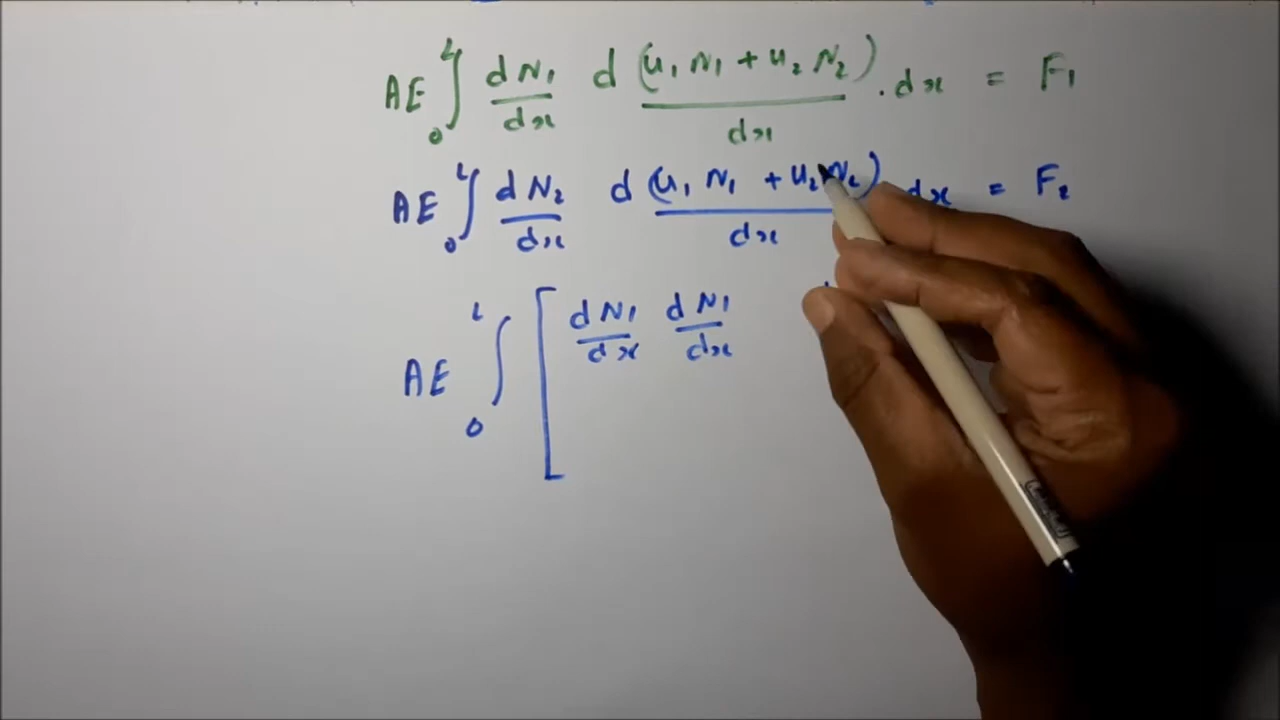 AE ∫₀ᴸ dN₁/dx d(u₁N₁ + u₂N₂)/dx . dx = F₁
AE ∫₀ᴸ dN₂/dx d(u₁N₁ + u₂N₂)/dx dx = F₂
AE ∫₀ᴸ [ dN₁/dx dN₁/dx